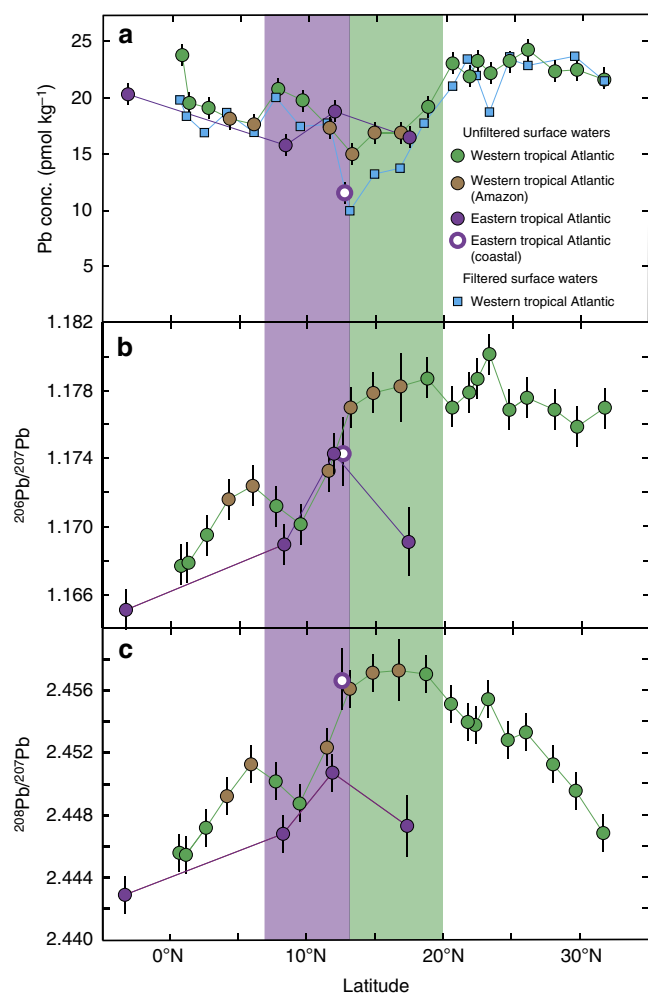 a
25
20
15
10
5
Pb conc. (pmol kg⁻¹)
Unfiltered surface waters
Western tropical Atlantic
Western tropical Atlantic
(Amazon)
Eastern tropical Atlantic
Eastern tropical Atlantic
(coastal)
Filtered surface waters
Western tropical Atlantic
b
1.182
1.178
1.174
1.170
1.166
²⁰⁶Pb/²⁰⁷Pb
c
2.456
2.452
2.448
2.444
2.440
²⁰⁸Pb/²⁰⁷Pb
0°N 10°N 20°N 30°N
Latitude